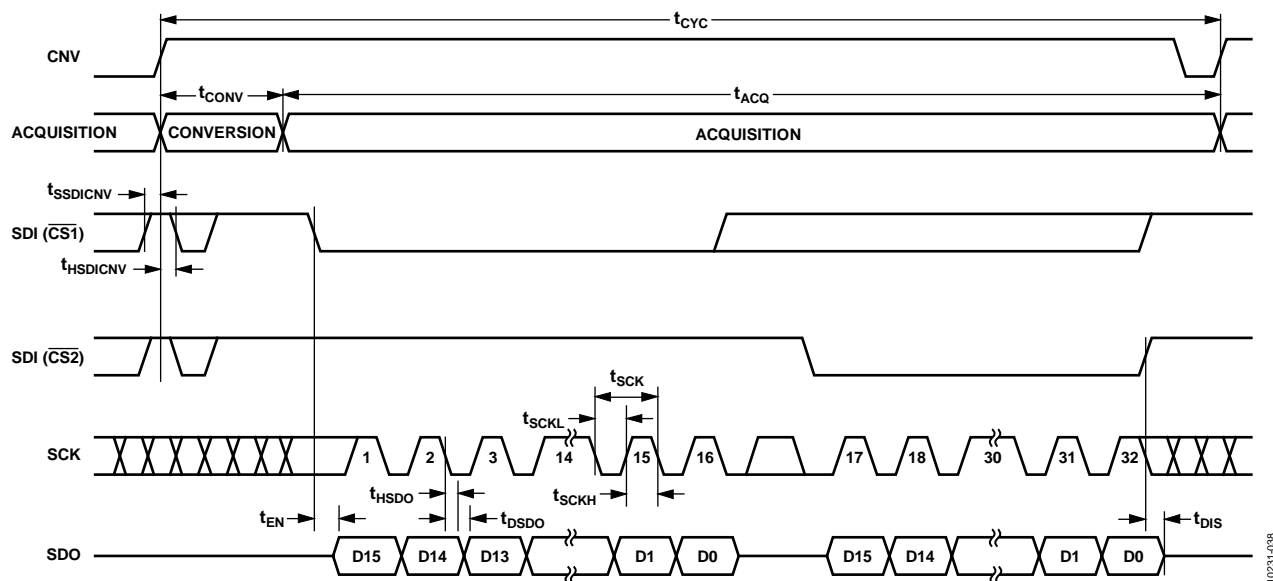 tCYC
CNV
tCONV
tACQ
ACQUISITION CONVERSION ACQUISITION
tSSDICNV
SDI (CS1)
tHSDICNV
SDI (CS2)
tSCK
tSCKL
SCK 1 2 3 14 15 16 17 18 30 31 32
tHSDO
tSCKH
tEN
tDSDO
tDIS
SDO D15 D14 D13 D1 D0 D15 D14 D1 D0